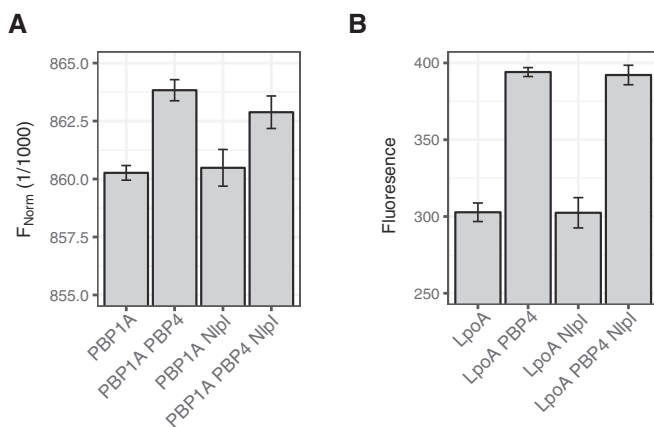 A
865.0
862.5
860.0
857.5
855.0
F_Norm (1/1000)
PBP1A
PBP1A PBP4
PBP1A NlpI
PBP1A PBP4 NlpI
B
400
350
300
250
Fluoresence
LpoA
LpoA PBP4
LpoA NlpI
LpoA PBP4 NlpI